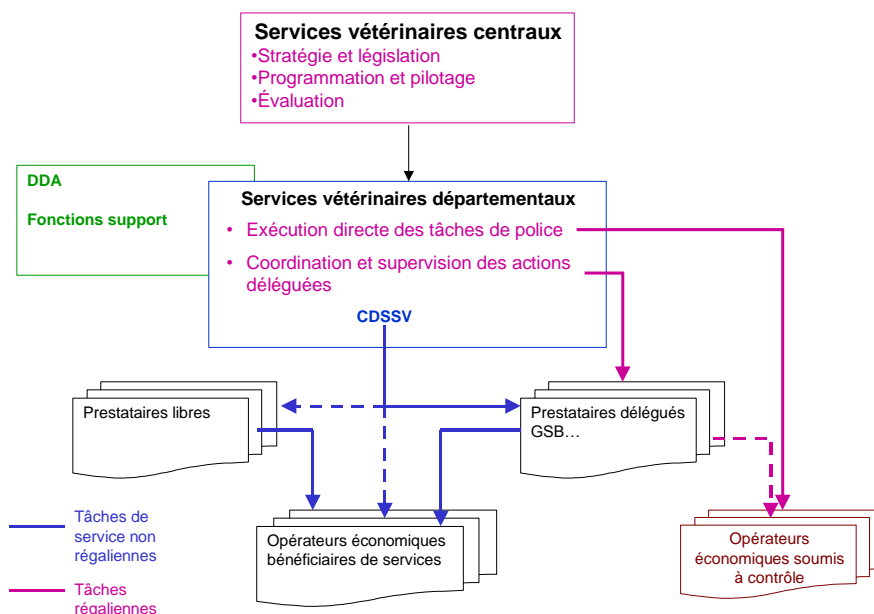 Services vétérinaires centraux
•Stratégie et législation
•Programmation et pilotage
•Évaluation
DDA
Fonctions support
Services vétérinaires départementaux
• Exécution directe des tâches de police
• Coordination et supervision des actions
déléguées
CDSSV
Prestataires libres
Prestataires délégués
GSB…
Tâches de
service non
régaliennes
Opérateurs économiques
bénéficiaires de services
Opérateurs
économiques soumis
à contrôle
Tâches
régaliennes